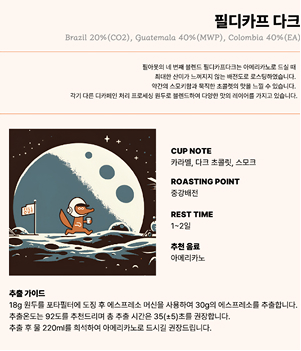 필디카프 다크
Brazil 20%(CO2), Guatemala 40%(MWP), Colombia 40%(EA)
필아웃의 네 번째 블렌드 필디카프다크는 아메리카노로 드실 때
최대한 산미가 느껴지지 않는 배전도로 로스팅하였습니다.
약간의 스모키함과 묵직한 초콜릿의 맛을 느낄 수 있습니다.
각기 다른 디카페인 처리 프로세싱 원두로 블렌드하여 다양한 맛의 레이어를 가지고 있습니다.
CUP NOTE
카라멜, 다크 초콜릿, 스모크
ROASTING POINT
중강배전
REST TIME
1~2일
추천 음료
아메리카노
추출 가이드
18g 원두를 포타필터에 도징 후 에스프레소 머신을 사용하여 30g의 에스프레소를 추출합니다.
추출온도는 92도를 추천드리며 총 추출 시간은 35(±5)초를 권장합니다.
추출 후 물 220ml를 희석하여 아메리카노로 드시길 권장드립니다.